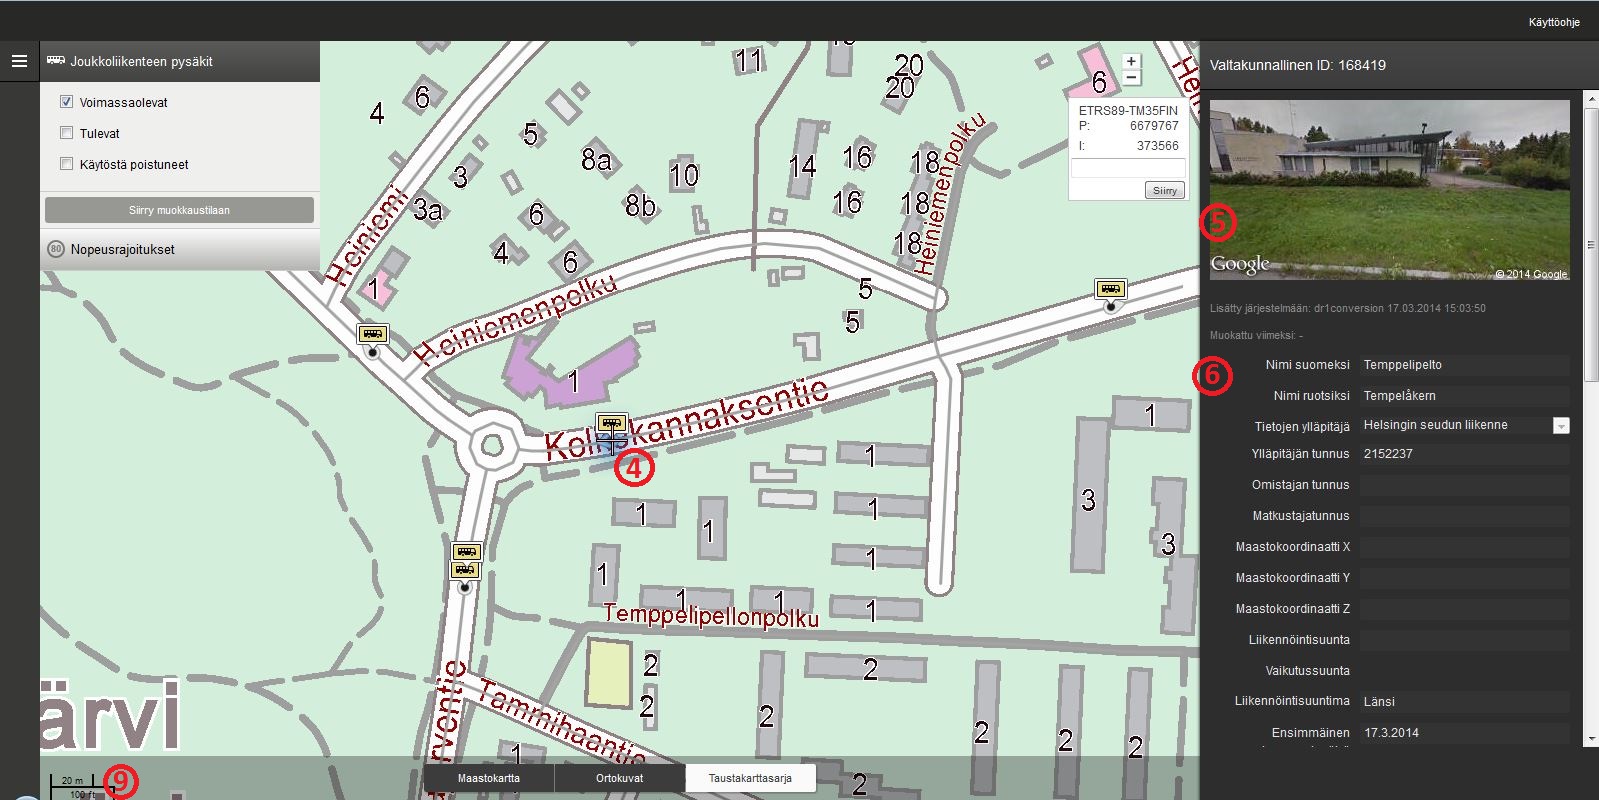 Käyttöohje
Joukkoliikenteen pysäkit
Voimassaolevat
Tulevat
Käytöstä poistuneet
Siirry muokkaustilaan
80 Nopeusrajoitukset
11
20
20
6
4
6
5
8a
3
3a
10
8b
6
4
6
1
14
16
16
18
18
18
5
5
Heiniemi
Heiniemenpolku
Heiniemenpolku
+
−
ETRS89-TM35FIN
P: 6679767
I: 373566
Siirry
1
Kolmkannaksentie
4
1
1
1
1
1
1
1
3
3
1
1
1
1
Temppelipellonpolku
2
2
2
2
2
2
2
1
2
Tammihaantie
rventie
ärvi
20 m
100 ft
9
Maastokartta
Ortokuvat
Taustakarttasarja
Valtakunnallinen ID: 168419
5
Google
© 2014 Google
Lisätty järjestelmään: dr1conversion 17.03.2014 15:03:50
Muokattu viimeksi: -
6
Nimi suomeksi Temppelipelto
Nimi ruotsiksi Tempelåkern
Tietojen ylläpitäjä Helsingin seudun liikenne
Ylläpitäjän tunnus 2152237
Omistajan tunnus
Matkustajatunnus
Maastokoordinaatti X
Maastokoordinaatti Y
Maastokoordinaatti Z
Liikennöintisuunta
Vaikutussuunta
Liikennöintisuuntima Länsi
Ensimmäinen 17.3.2014